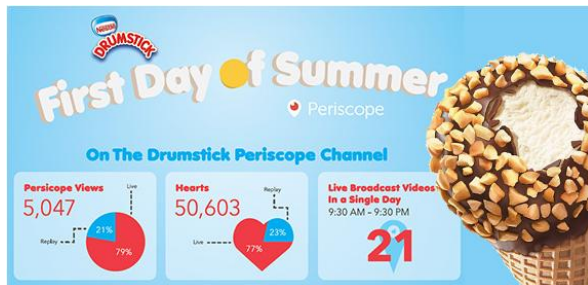 Nestlé
DRUMSTICK
First Day of Summer
Periscope
On The Drumstick Periscope Channel
Persicope Views
5,047
Live
Replay
21%
79%
Hearts
50,603
Replay
Live
23%
77%
Live Broadcast Videos
In a Single Day
9:30 AM - 9:30 PM
21